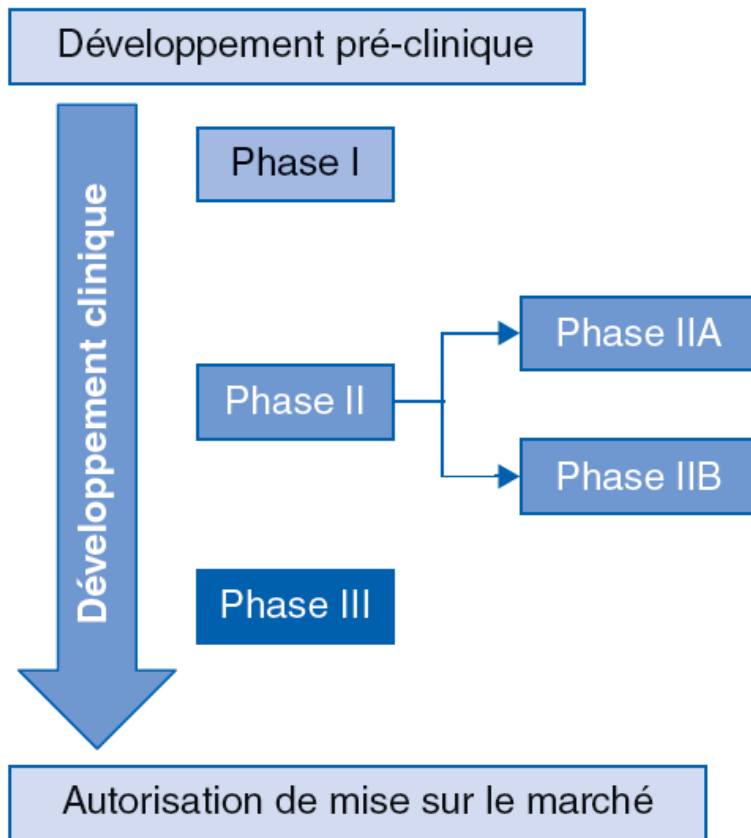 Développement pré-clinique
Développement clinique
Phase I
Phase II
Phase IIA
Phase IIB
Phase III
Autorisation de mise sur le marché